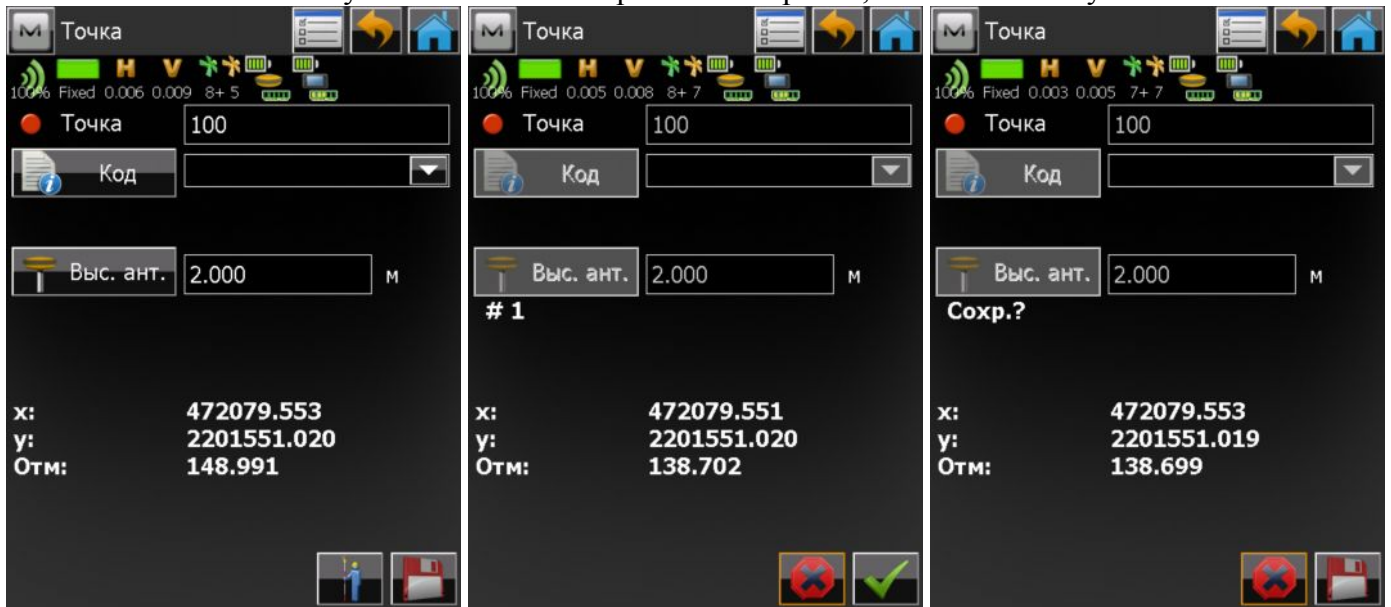 M Точка
100% Fixed 0.006 0.009 8+ 5
Точка 100
Код
Выс. ант. 2.000 м
x: 472079.553
y: 2201551.020
Отм: 148.991
M Точка
100% Fixed 0.005 0.008 8+ 7
Точка 100
Код
Выс. ант. 2.000 м
# 1
x: 472079.551
y: 2201551.020
Отм: 138.702
M Точка
100% Fixed 0.003 0.005 7+ 7
Точка 100
Код
Выс. ант. 2.000 м
Сохр.?
x: 472079.553
y: 2201551.019
Отм: 138.699